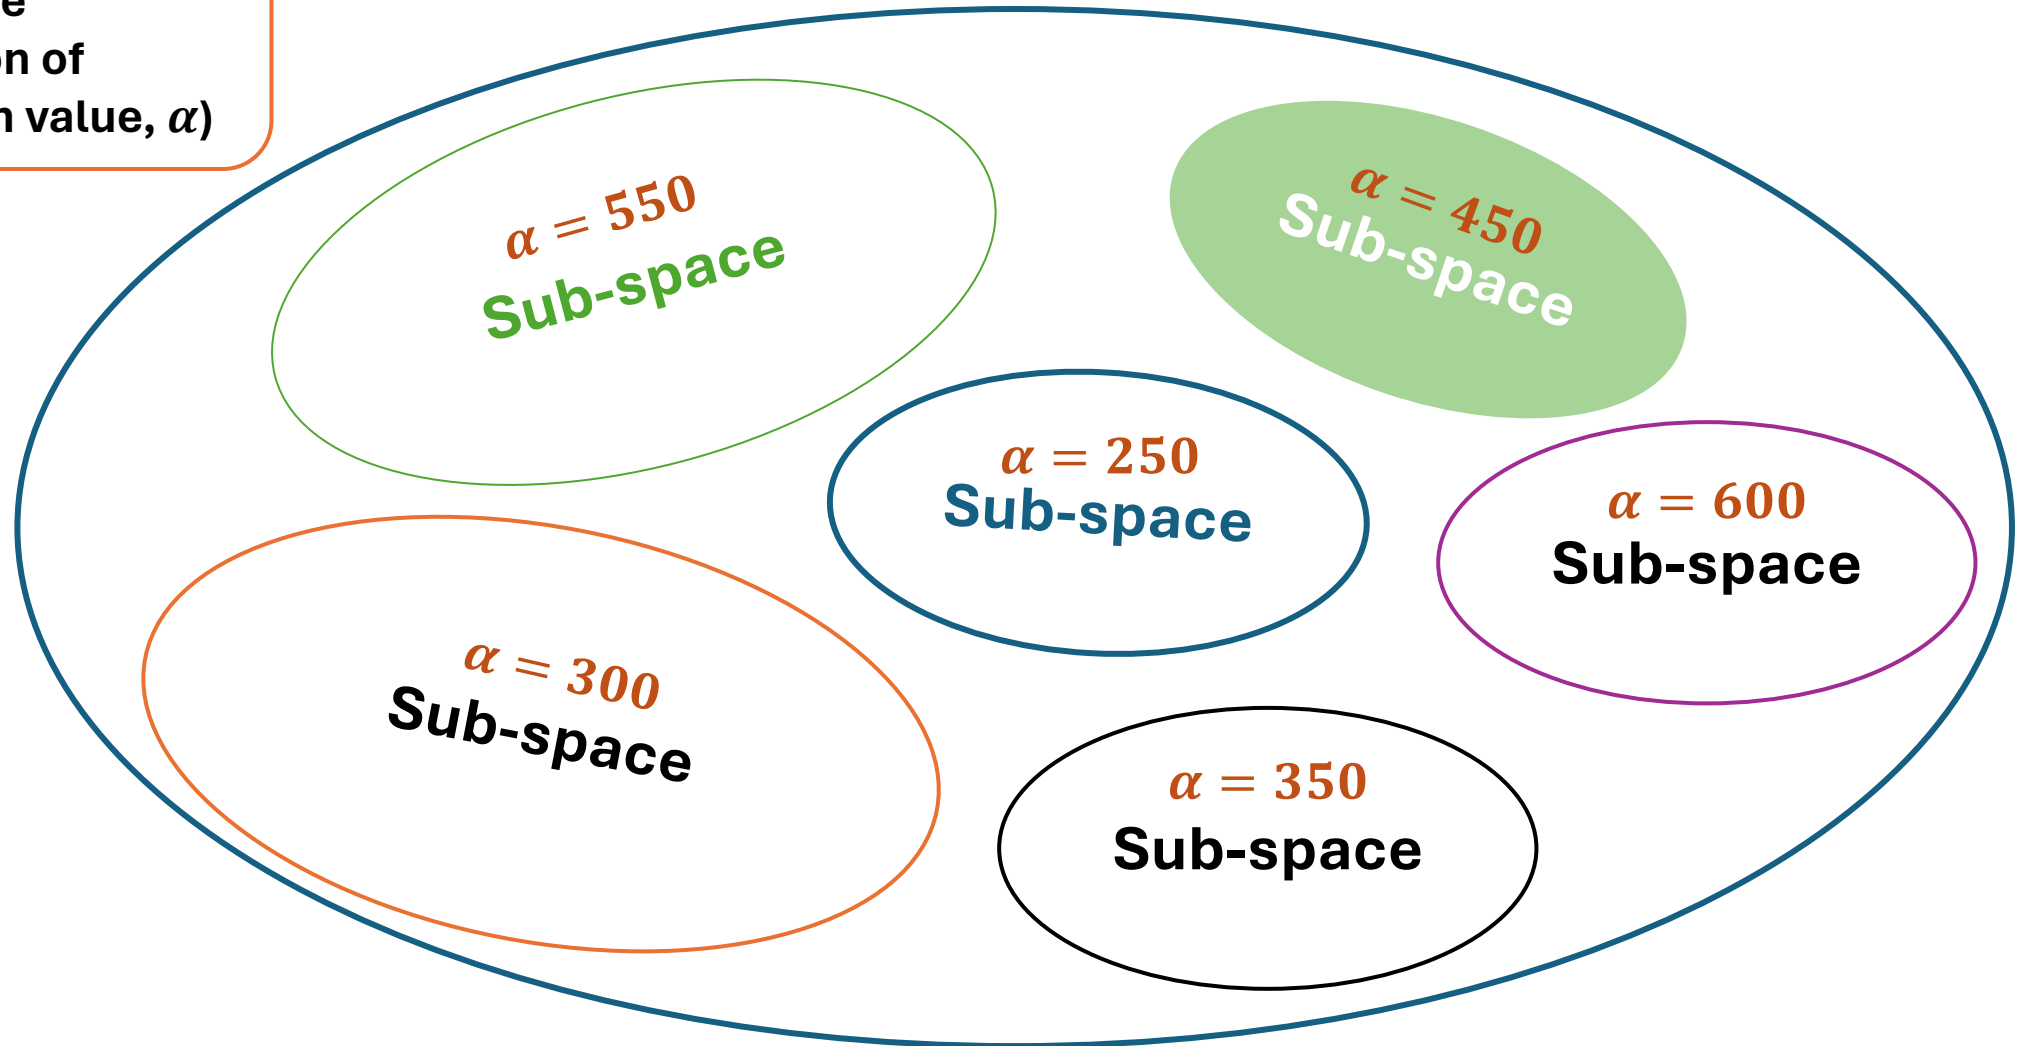 e
on of
n value, α)
α = 550
Sub-space
α = 450
Sub-space
α = 250
Sub-space
α = 600
Sub-space
α = 300
Sub-space
α = 350
Sub-space